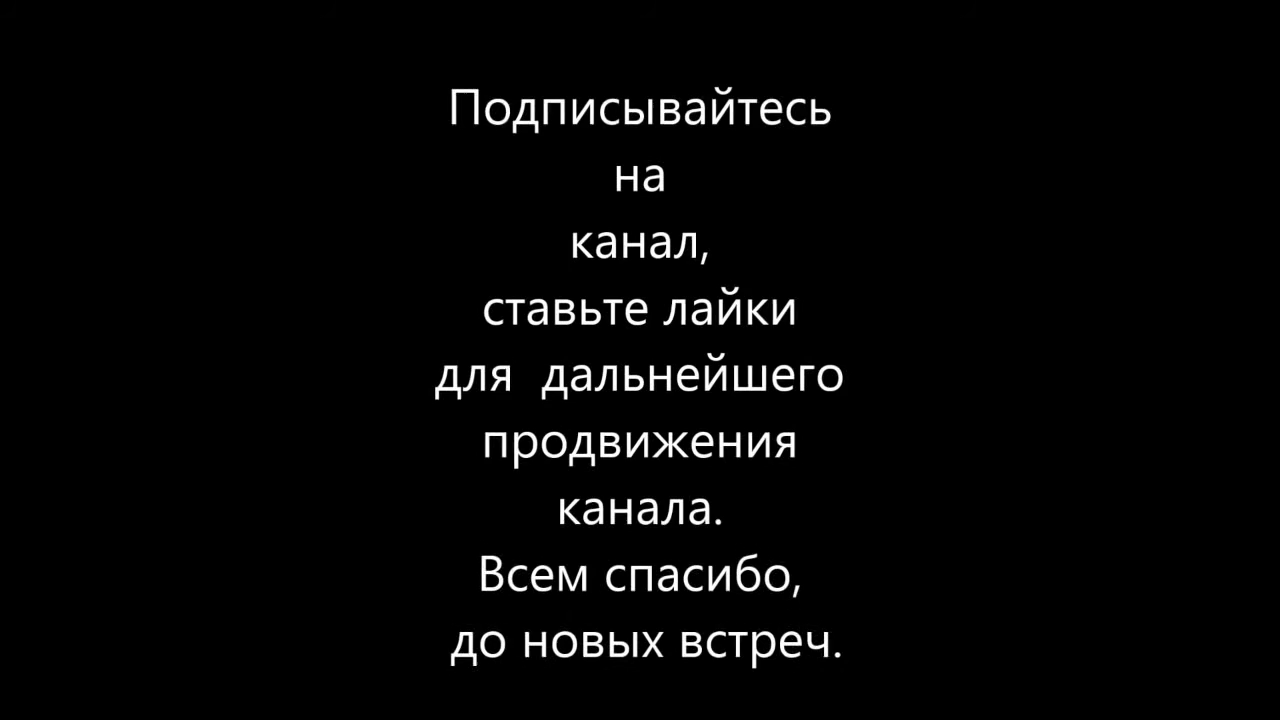 Подписывайтесь
на
канал,
ставьте лайки
для  дальнейшего
продвижения
канала.
Всем спасибо,
до новых встреч.